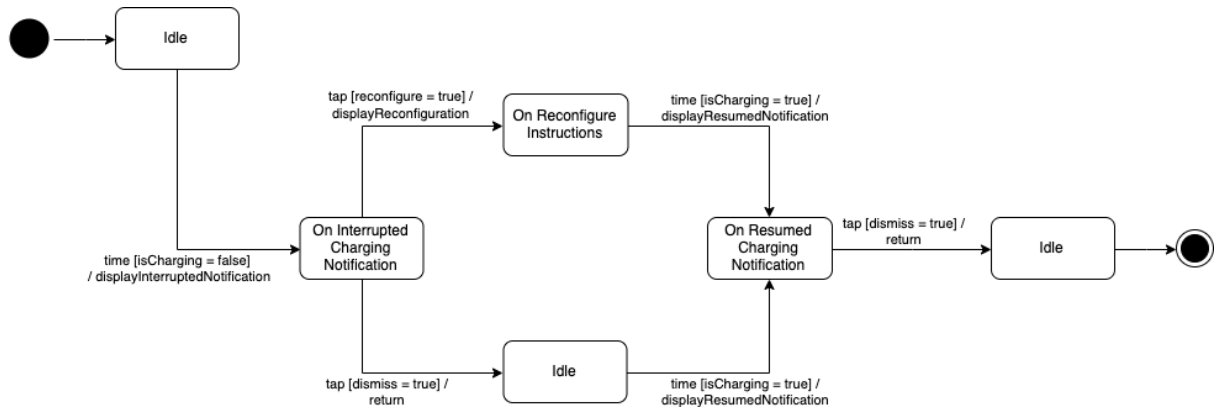 Idle
tap [reconfigure = true] /
displayReconfiguration
On Reconfigure
Instructions
time [isCharging = true] /
displayResumedNotification
time [isCharging = false]
/ displayInterruptedNotification
On Interrupted
Charging
Notification
On Resumed
Charging
Notification
tap [dismiss = true] /
return
Idle
tap [dismiss = true] /
return
Idle
time [isCharging = true] /
displayResumedNotification